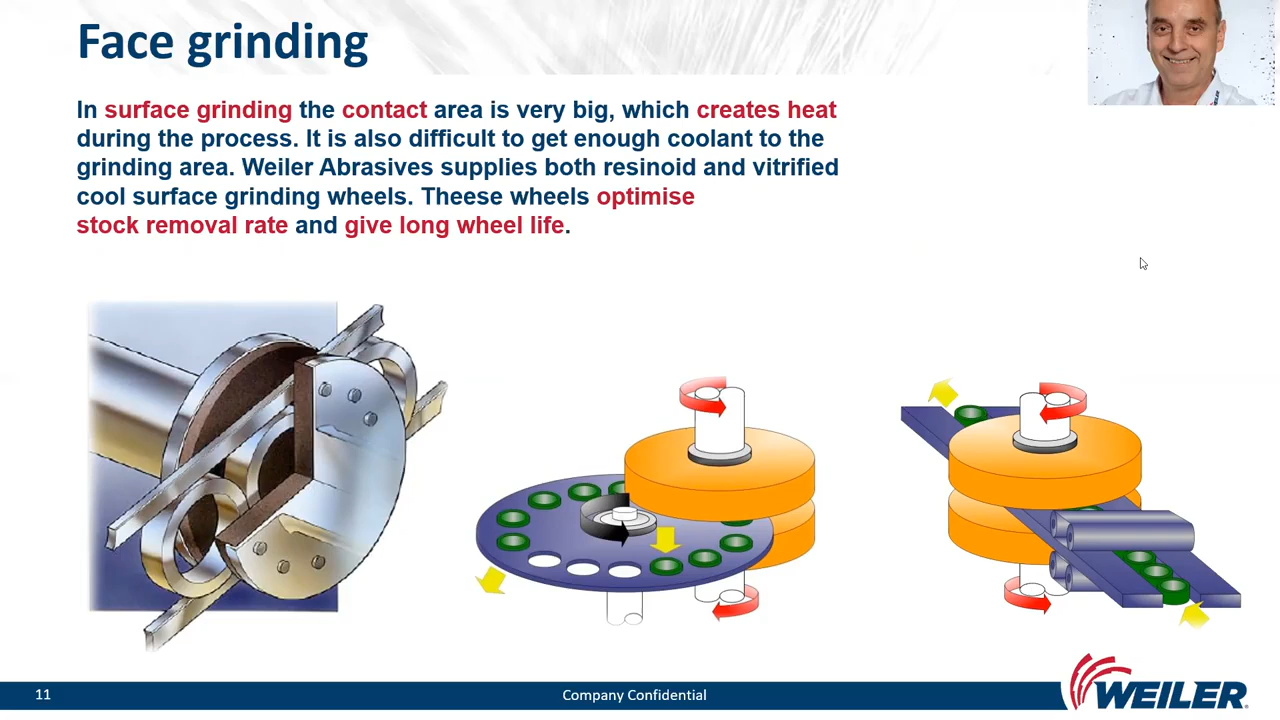 Face grinding
In surface grinding the contact area is very big, which creates heat
during the process. It is also difficult to get enough coolant to the
grinding area. Weiler Abrasives supplies both resinoid and vitrified
cool surface grinding wheels. Theese wheels optimise
stock removal rate and give long wheel life.
11
Company Confidential
WEILER